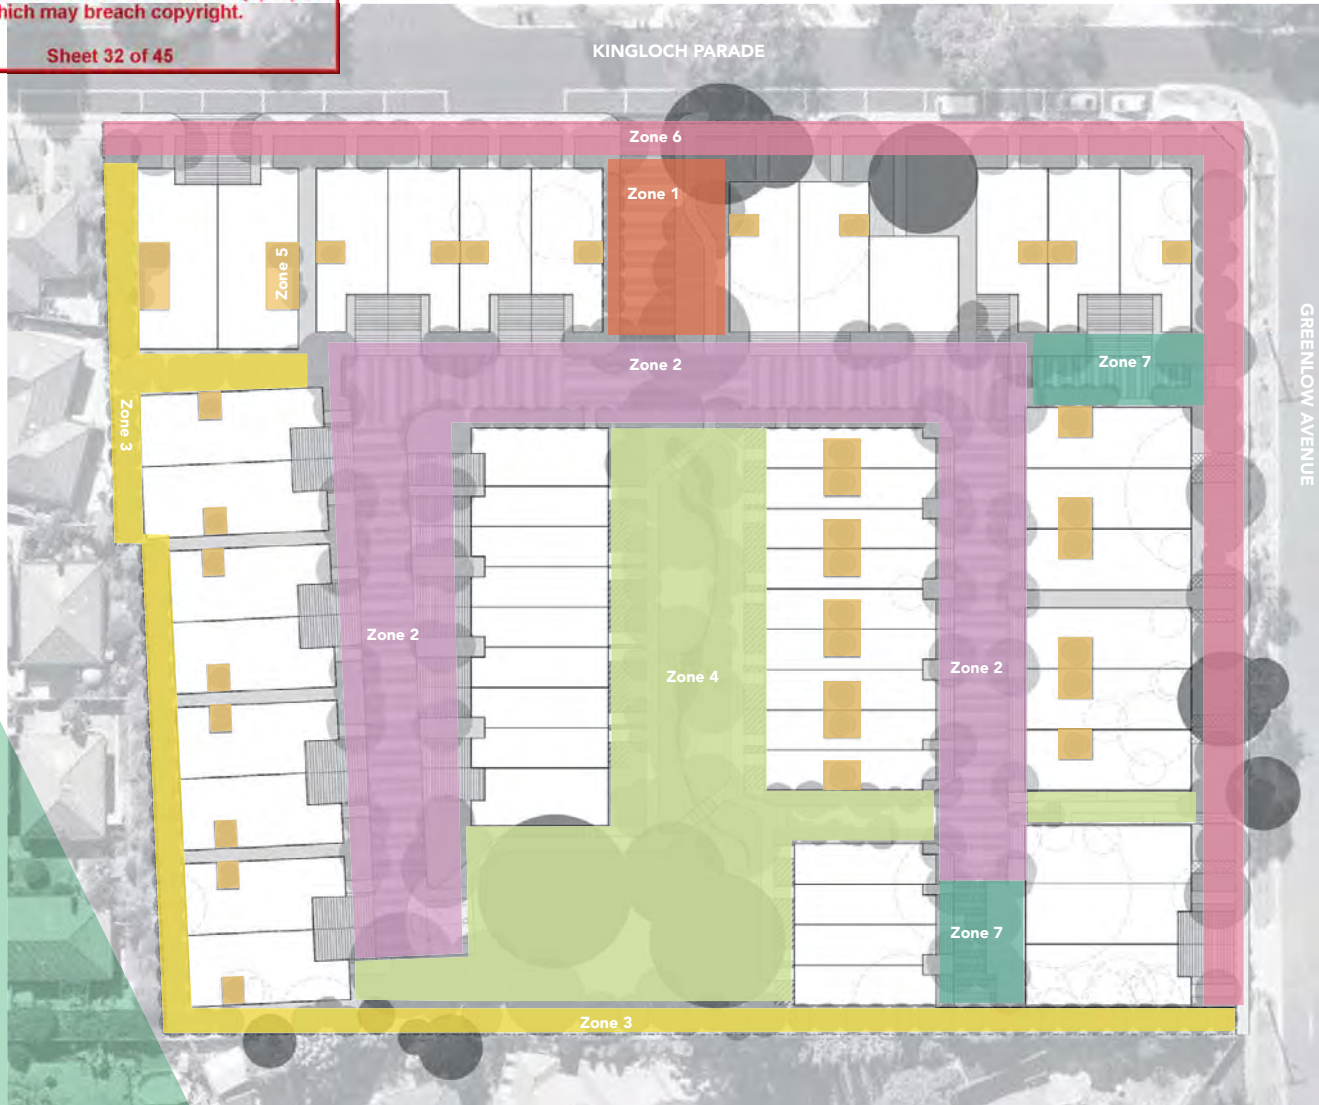 which may breach copyright.
Sheet 32 of 45
KINGLOCH PARADE
Zone 6
Zone 1
Zone 5
Zone 2
Zone 7
GREENLOW AVENUE
Zone 3
Zone 2
Zone 4
Zone 2
Zone 7
Zone 3